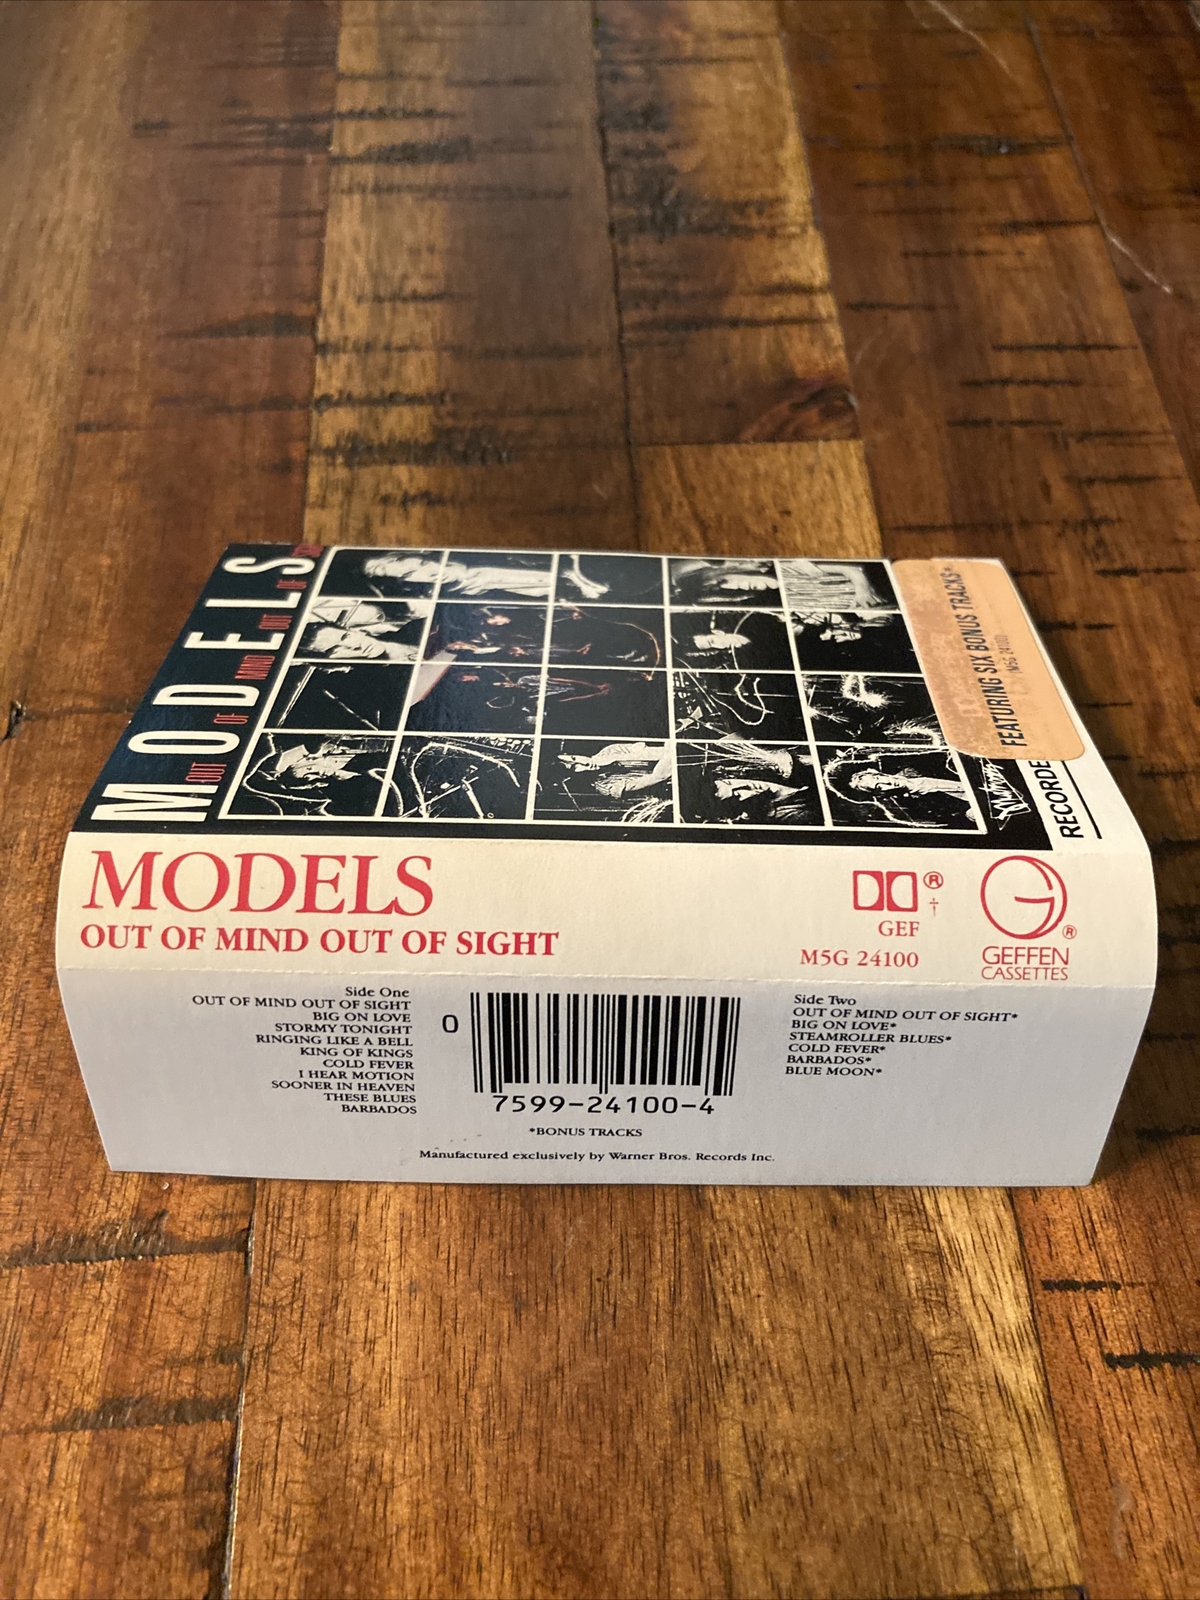 MODELS
OUT OF MIND OUT OF SIGHT
FEATURING SIX BONUS TRACKS*
M5G 24100
RECORDE
MODELS
OUT OF MIND OUT OF SIGHT
®
†
GEF
M5G 24100
®
GEFFEN
CASSETTES
Side One
OUT OF MIND OUT OF SIGHT
BIG ON LOVE
STORMY TONIGHT
RINGING LIKE A BELL
KING OF KINGS
COLD FEVER
I HEAR MOTION
SOONER IN HEAVEN
THESE BLUES
BARBADOS
0
7599-24100-4
*BONUS TRACKS
Manufactured exclusively by Warner Bros. Records Inc.
Side Two
OUT OF MIND OUT OF SIGHT*
BIG ON LOVE*
STEAMROLLER BLUES*
COLD FEVER*
BARBADOS*
BLUE MOON*